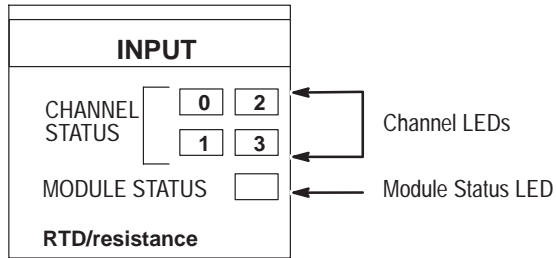 INPUT
CHANNEL STATUS
0 2
1 3
Channel LEDs
MODULE STATUS
Module Status LED
RTD/resistance